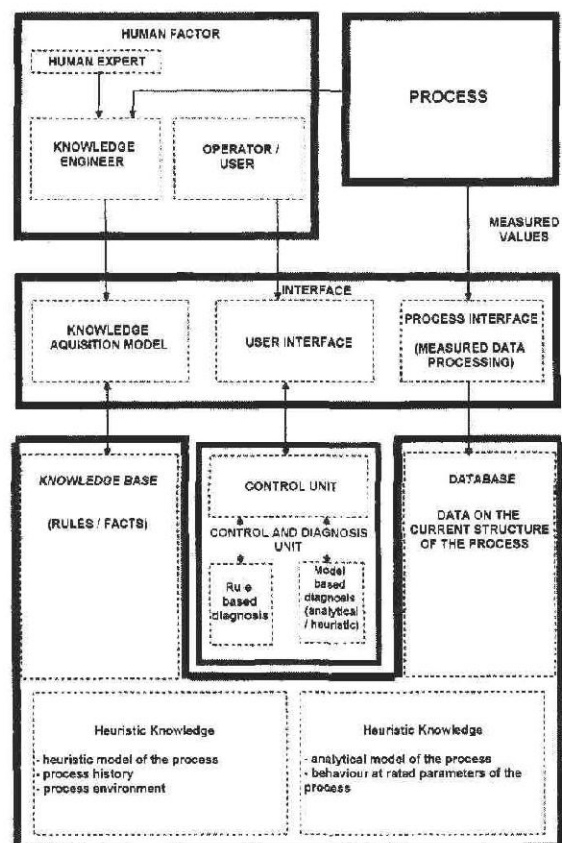 HUMAN FACTOR
HUMAN EXPERT
KNOWLEDGE
ENGINEER
OPERATOR /
USER
PROCESS
MEASURED
VALUES
INTERFACE
KNOWLEDGE
AQUISITION MODEL
USER INTERFACE
PROCESS INTERFACE
(MEASURED DATA
PROCESSING)
KNOWLEDGE BASE
(RULES / FACTS)
CONTROL UNIT
CONTROL AND DIAGNOSIS
UNIT
Rule
based
diagnosis
Model
based
diagnosis
(analytical
/ heuristic)
DATABASE
DATA ON THE
CURRENT STRUCTURE
OF THE PROCESS
Heuristic Knowledge
- heuristic model of the process
- process history
- process environment
Heuristic Knowledge
- analytical model of the process
- behaviour at rated parameters of the
process